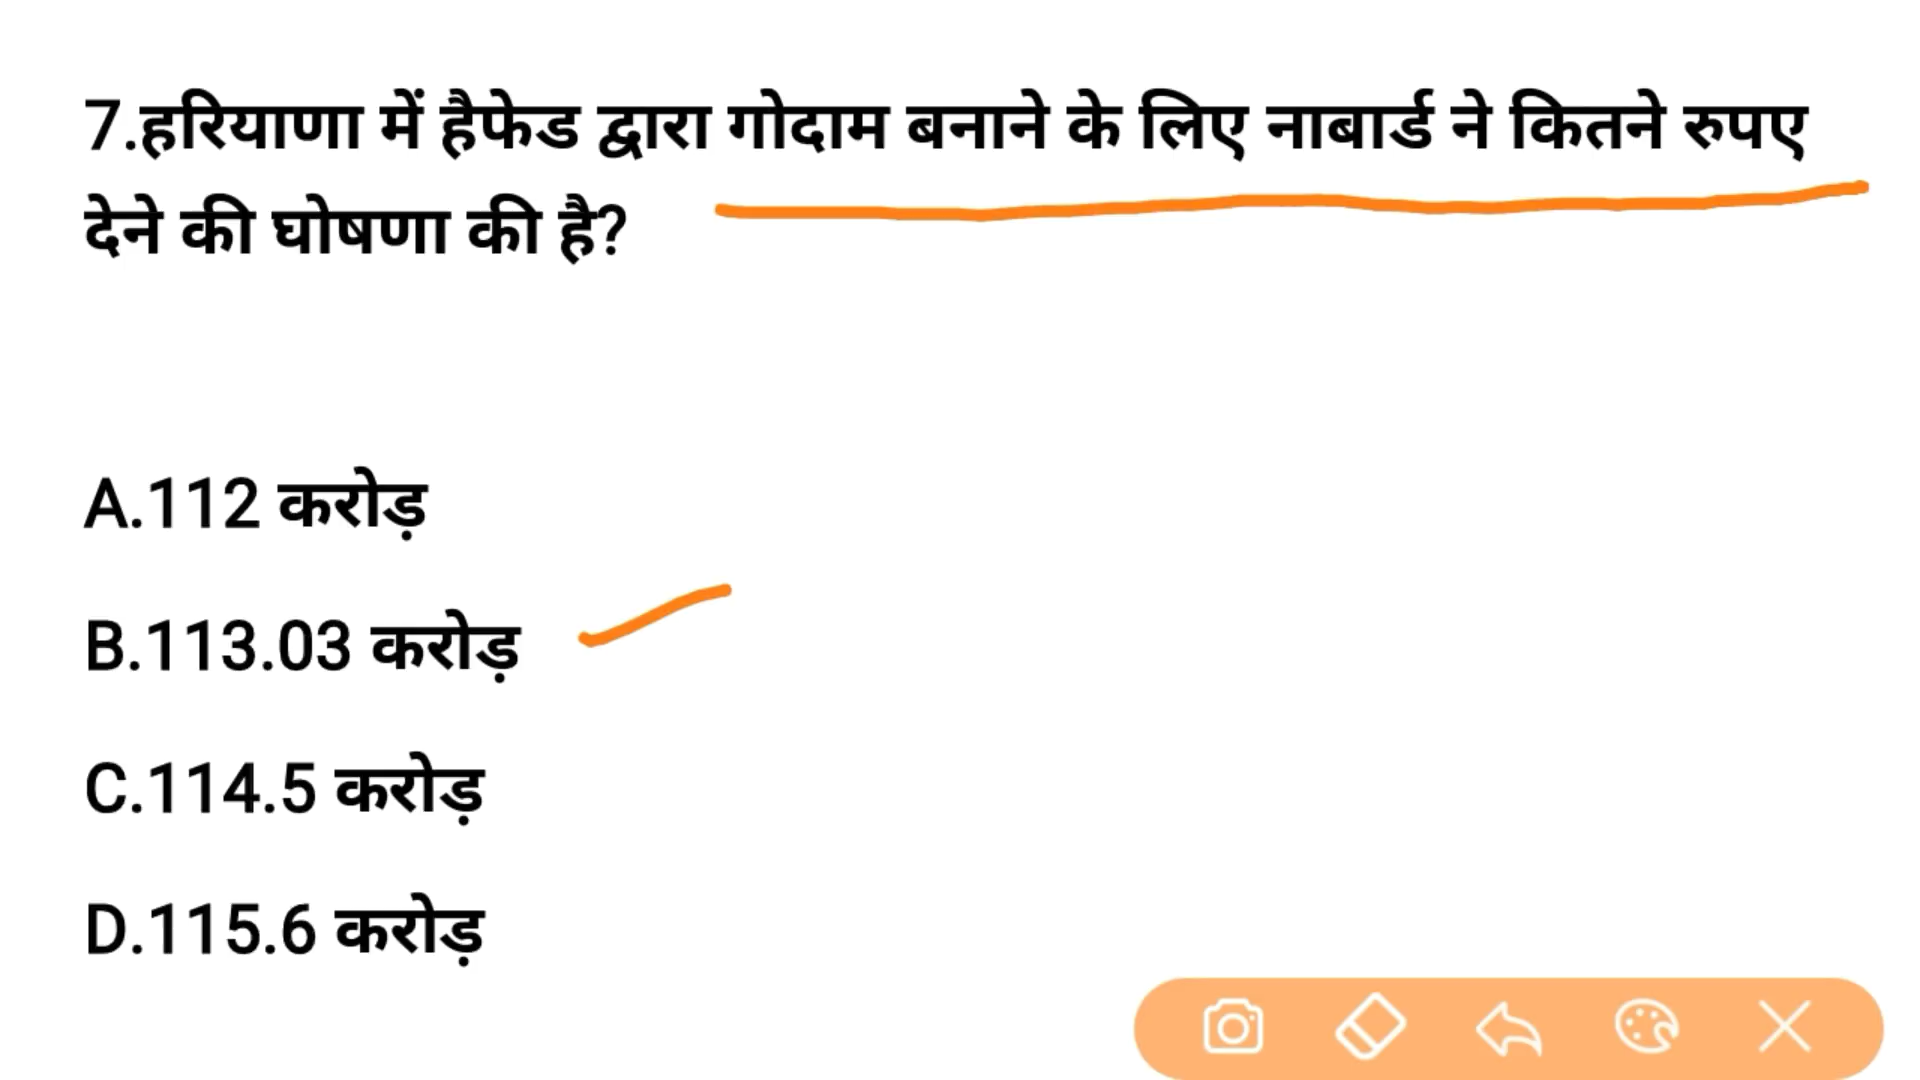 7.हरियाणा में हैफेड द्वारा गोदाम बनाने के लिए नाबार्ड ने कितने रुपए
देने की घोषणा की है?
A.112 करोड़
B.113.03 करोड़
C.114.5 करोड़
D.115.6 करोड़